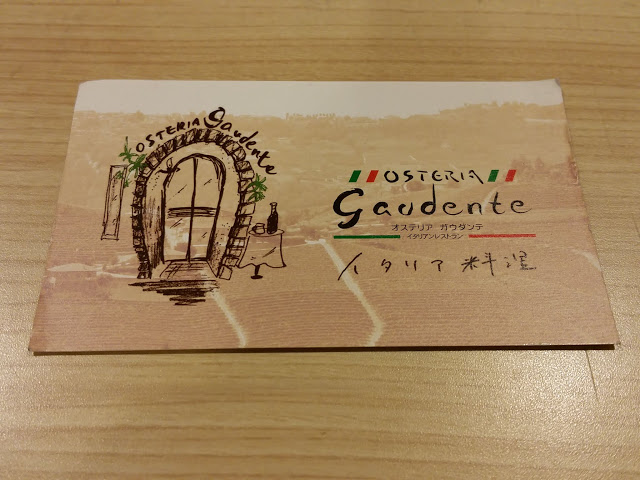 OSTERIA gaudente
OSTERIA
gaudente
オステリア ガウダンテ
イタリアンレストラン
イタリア料理